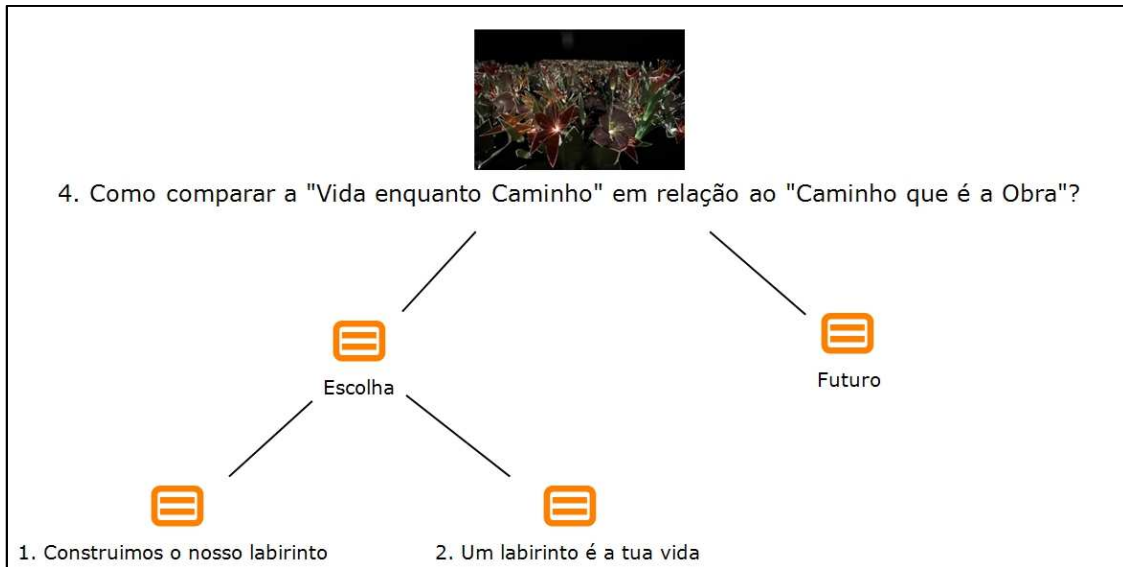 4. Como comparar a "Vida enquanto Caminho" em relação ao "Caminho que é a Obra"?
Escolha
Futuro
1. Construimos o nosso labirinto
2. Um labirinto é a tua vida